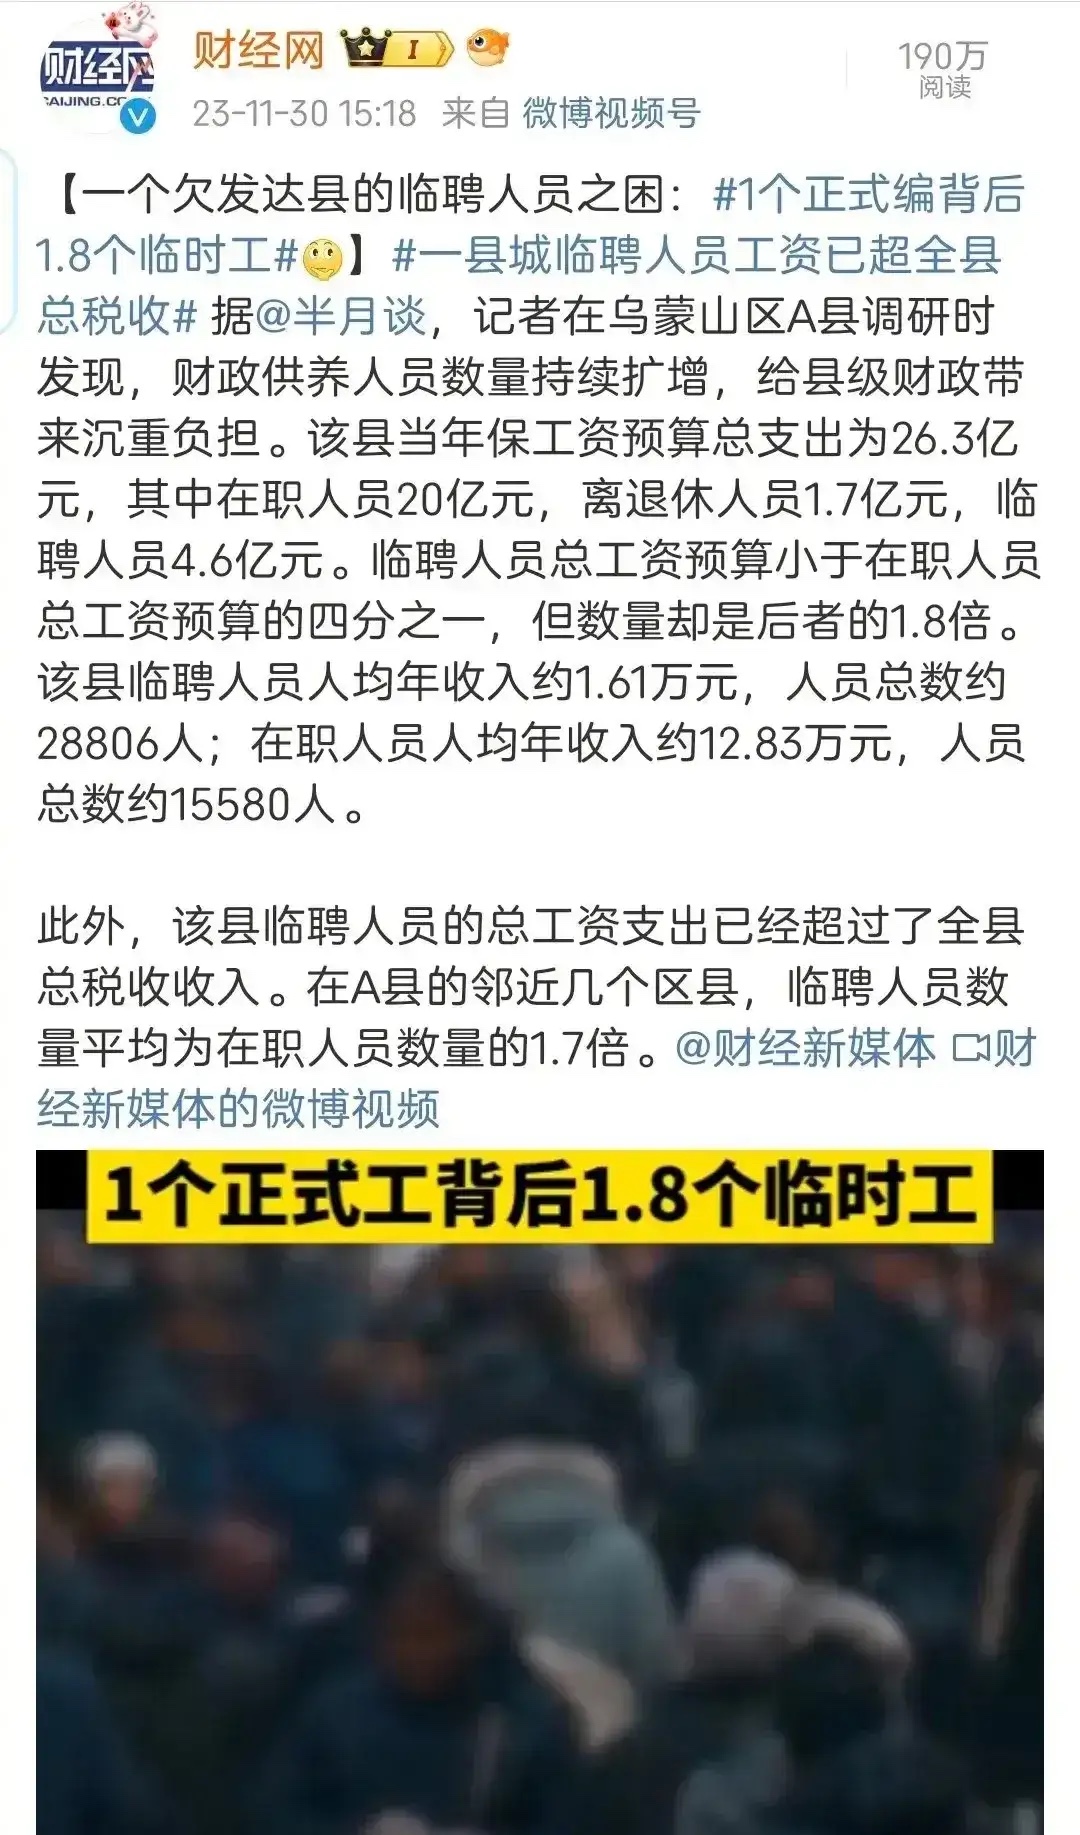 财经网
CAIJING.CO
财经网 I
190万
阅读
23-11-30 15:18 来自 微博视频号
【一个欠发达县的临聘人员之困：#1个正式编背后
1.8个临时工#】#一县城临聘人员工资已超全县
总税收# 据@半月谈，记者在乌蒙山区A县调研时
发现，财政供养人员数量持续扩增，给县级财政带
来沉重负担。该县当年保工资预算总支出为26.3亿
元，其中在职人员20亿元，离退休人员1.7亿元，临
聘人员4.6亿元。临聘人员总工资预算小于在职人员
总工资预算的四分之一，但数量却是后者的1.8倍。
该县临聘人员人均年收入约1.61万元，人员总数约
28806人；在职人员人均年收入约12.83万元，人员
总数约15580人。
此外，该县临聘人员的总工资支出已经超过了全县
总税收收入。在A县的邻近几个区县，临聘人员数
量平均为在职人员数量的1.7倍。@财经新媒体 财
经新媒体的微博视频
1个正式工背后1.8个临时工